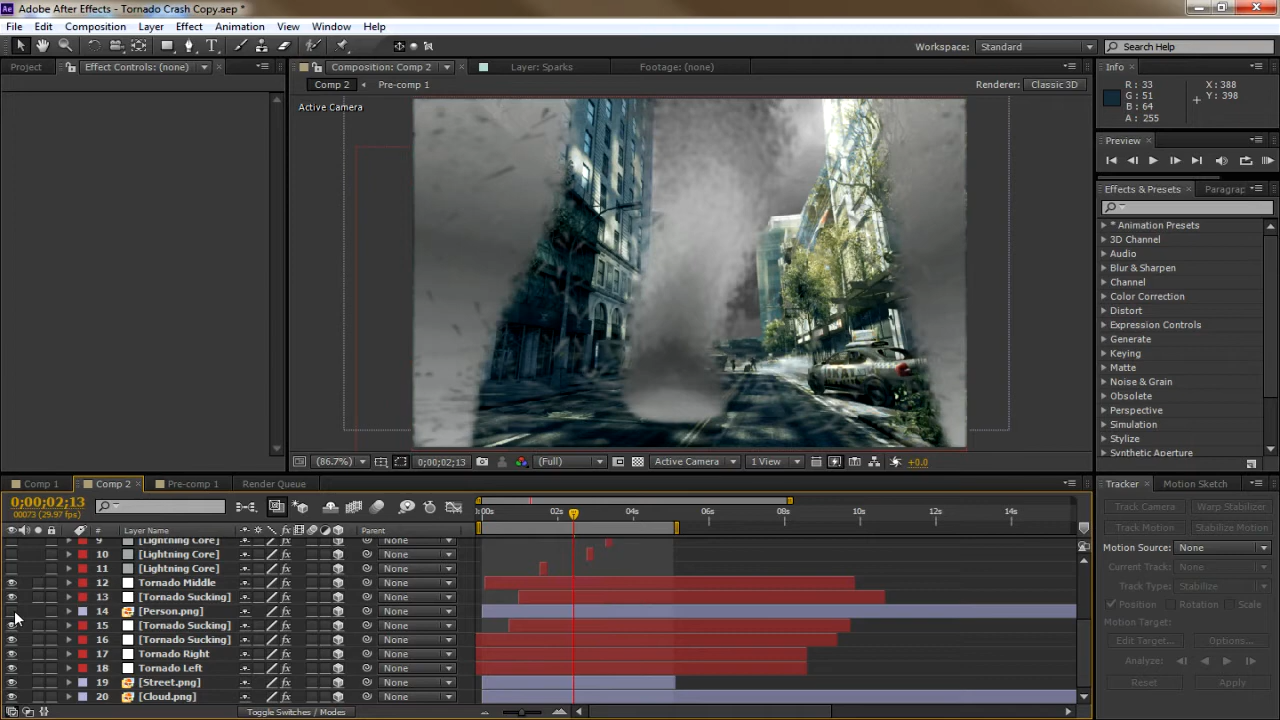 Adobe After Effects - Tornado Crash Copy.aep *
File Edit Composition Layer Effect Animation View Window Help
Workspace: Standard Search Help
Project Effect Controls: (none) Composition: Comp 2 Layer: Sparks Footage: (none) Info
Comp 2 Pre-comp 1 Renderer: Classic 3D
Active Camera
R: 33 X: 388
G: 51 Y: 398
B: 64
A: 255
Preview
Effects & Presets Paragrap
* Animation Presets
3D Channel
Audio
Blur & Sharpen
Channel
Color Correction
Distort
Expression Controls
Generate
Keying
Matte
Noise & Grain
Obsolete
Perspective
Simulation
Stylize
Synthetic Aperture
(86.7%) 0;00;02;13 (Full) Active Camera 1 View +0.0
Comp 1 Comp 2 Pre-comp 1 Render Queue Tracker Motion Sketch
0;00;02;13
00073 (29.97 fps)
00s 02s 04s 06s 08s 10s 12s 14s
# Layer Name Parent
9 [Lightning Core] None
10 [Lightning Core] None
11 [Lightning Core] None
12 Tornado Middle None
13 [Tornado Sucking] None
14 [Person.png] None
15 [Tornado Sucking] None
16 [Tornado Sucking] None
17 Tornado Right None
18 Tornado Left None
19 [Street.png] None
20 [Cloud.png] None
Toggle Switches / Modes
Track Camera Warp Stabilizer
Track Motion Stabilize Motion
Motion Source: None
Current Track: None
Track Type: Stabilize
Position Rotation Scale
Motion Target:
Edit Target... Options...
Analyze:
Reset Apply